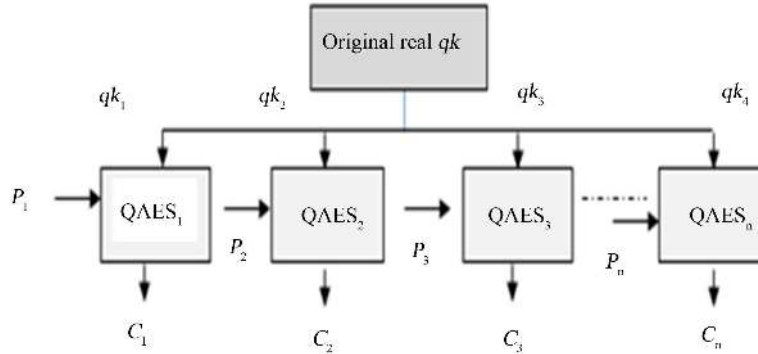 Original real qk
qk₁ qk₂ qk₃ qk₄
P₁ QAES₁ QAES₂ QAES₃ QAESₙ
P₂ P₃ Pₙ
C₁ C₂ C₃ Cₙ